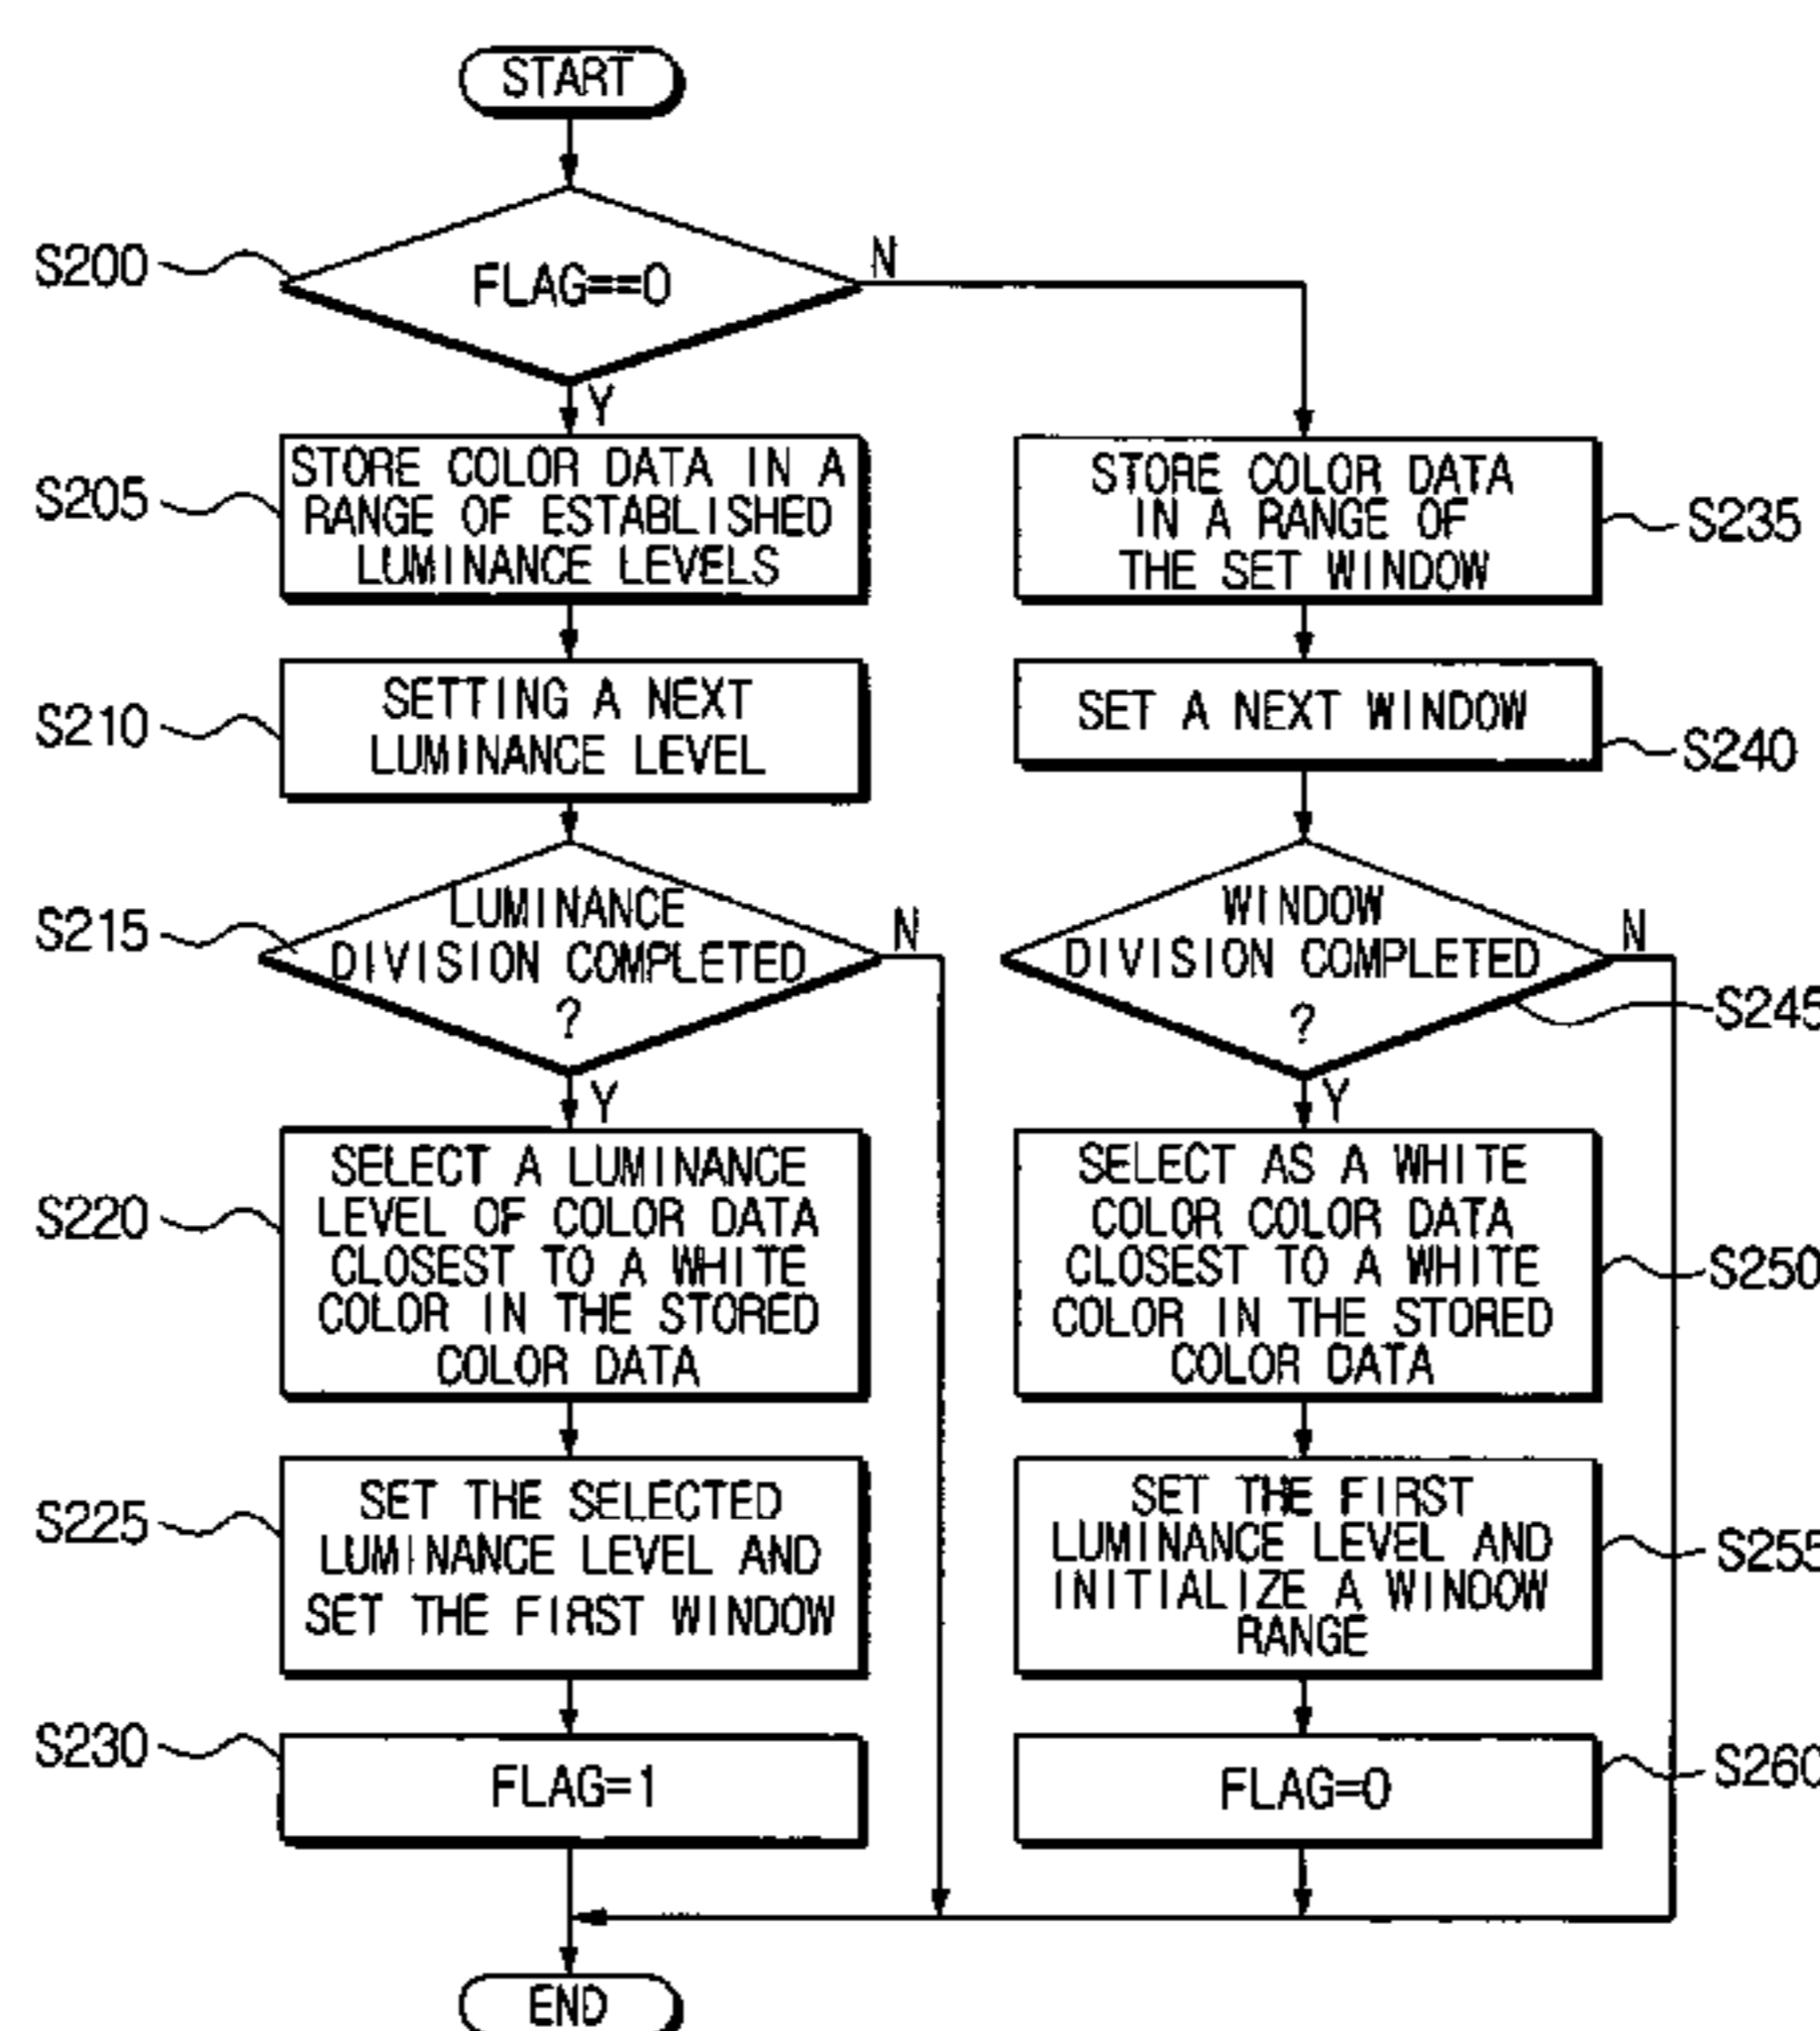 START
S200
FLAG==0
N
Y
S205
STORE COLOR DATA IN A
RANGE OF ESTABLISHED
LUMINANCE LEVELS
S210
SETTING A NEXT
LUMINANCE LEVEL
S215
LUMINANCE
DIVISION COMPLETED
?
N
Y
S220
SELECT A LUMINANCE
LEVEL OF COLOR DATA
CLOSEST TO A WHITE
COLOR IN THE STORED
COLOR DATA
S225
SET THE SELECTED
LUMINANCE LEVEL AND
SET THE FIRST WINDOW
S230
FLAG=1
STORE COLOR DATA
IN A RANGE OF
THE SET WINDOW
S235
SET A NEXT WINDOW
S240
WINDOW
DIVISION COMPLETED
?
N
S245
Y
SELECT AS A WHITE
COLOR COLOR DATA
CLOSEST TO A WHITE
COLOR IN THE STORED
COLOR DATA
S250
SET THE FIRST
LUMINANCE LEVEL AND
INITIALIZE A WINDOW
RANGE
S255
FLAG=0
S260
END